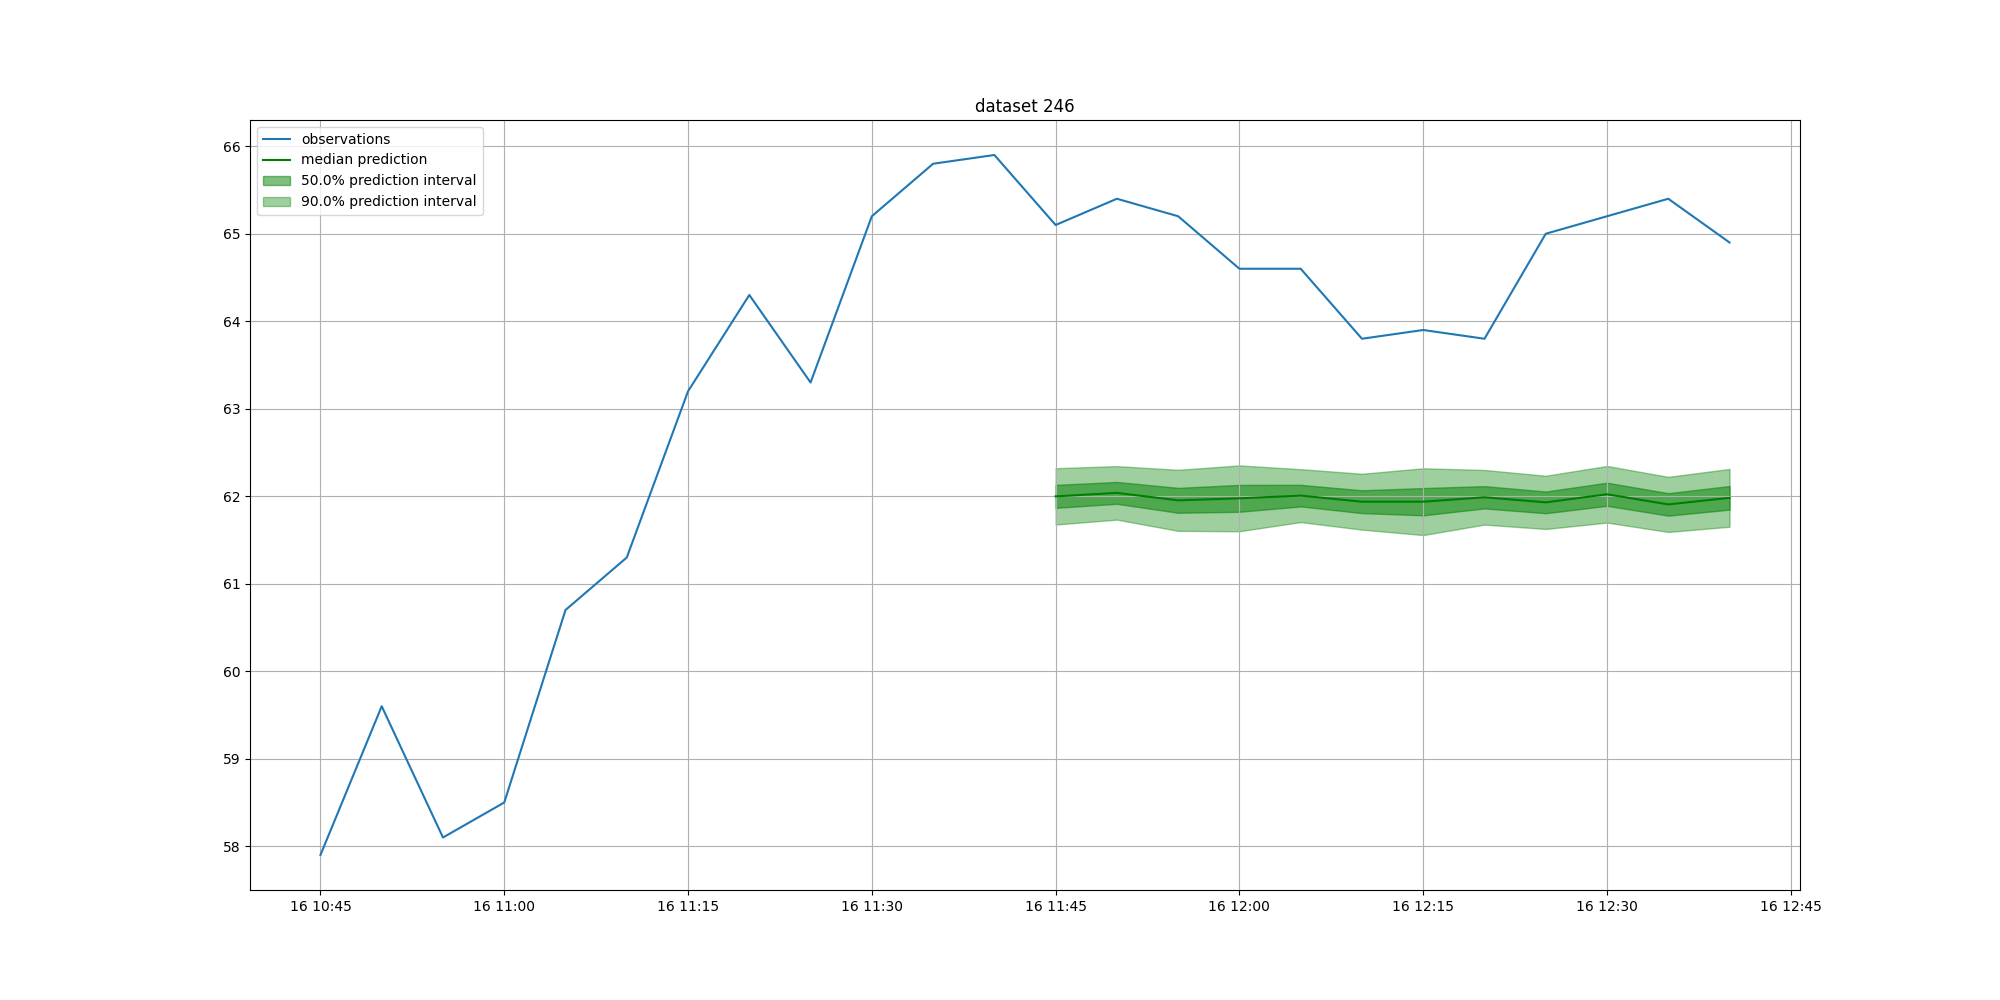 dataset 246
observations
median prediction
50.0% prediction interval
90.0% prediction interval
66
65
64
63
62
61
60
59
58
16 10:45 16 11:00 16 11:15 16 11:30 16 11:45 16 12:00 16 12:15 16 12:30 16 12:45